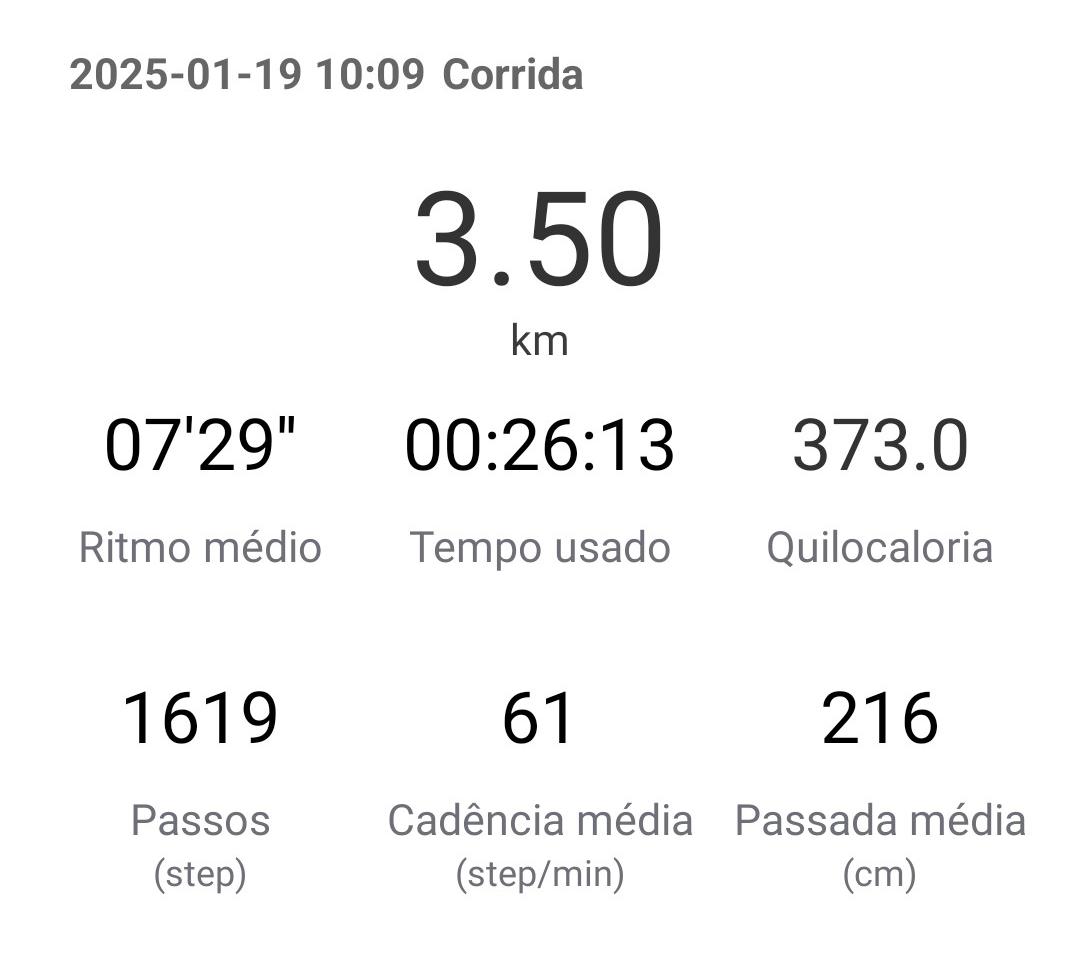 2025-01-19 10:09 Corrida
3.50
km
07'29" 00:26:13 373.0
Ritmo médio Tempo usado Quilocaloria
1619 61 216
Passos Cadência média Passada média
(step) (step/min) (cm)